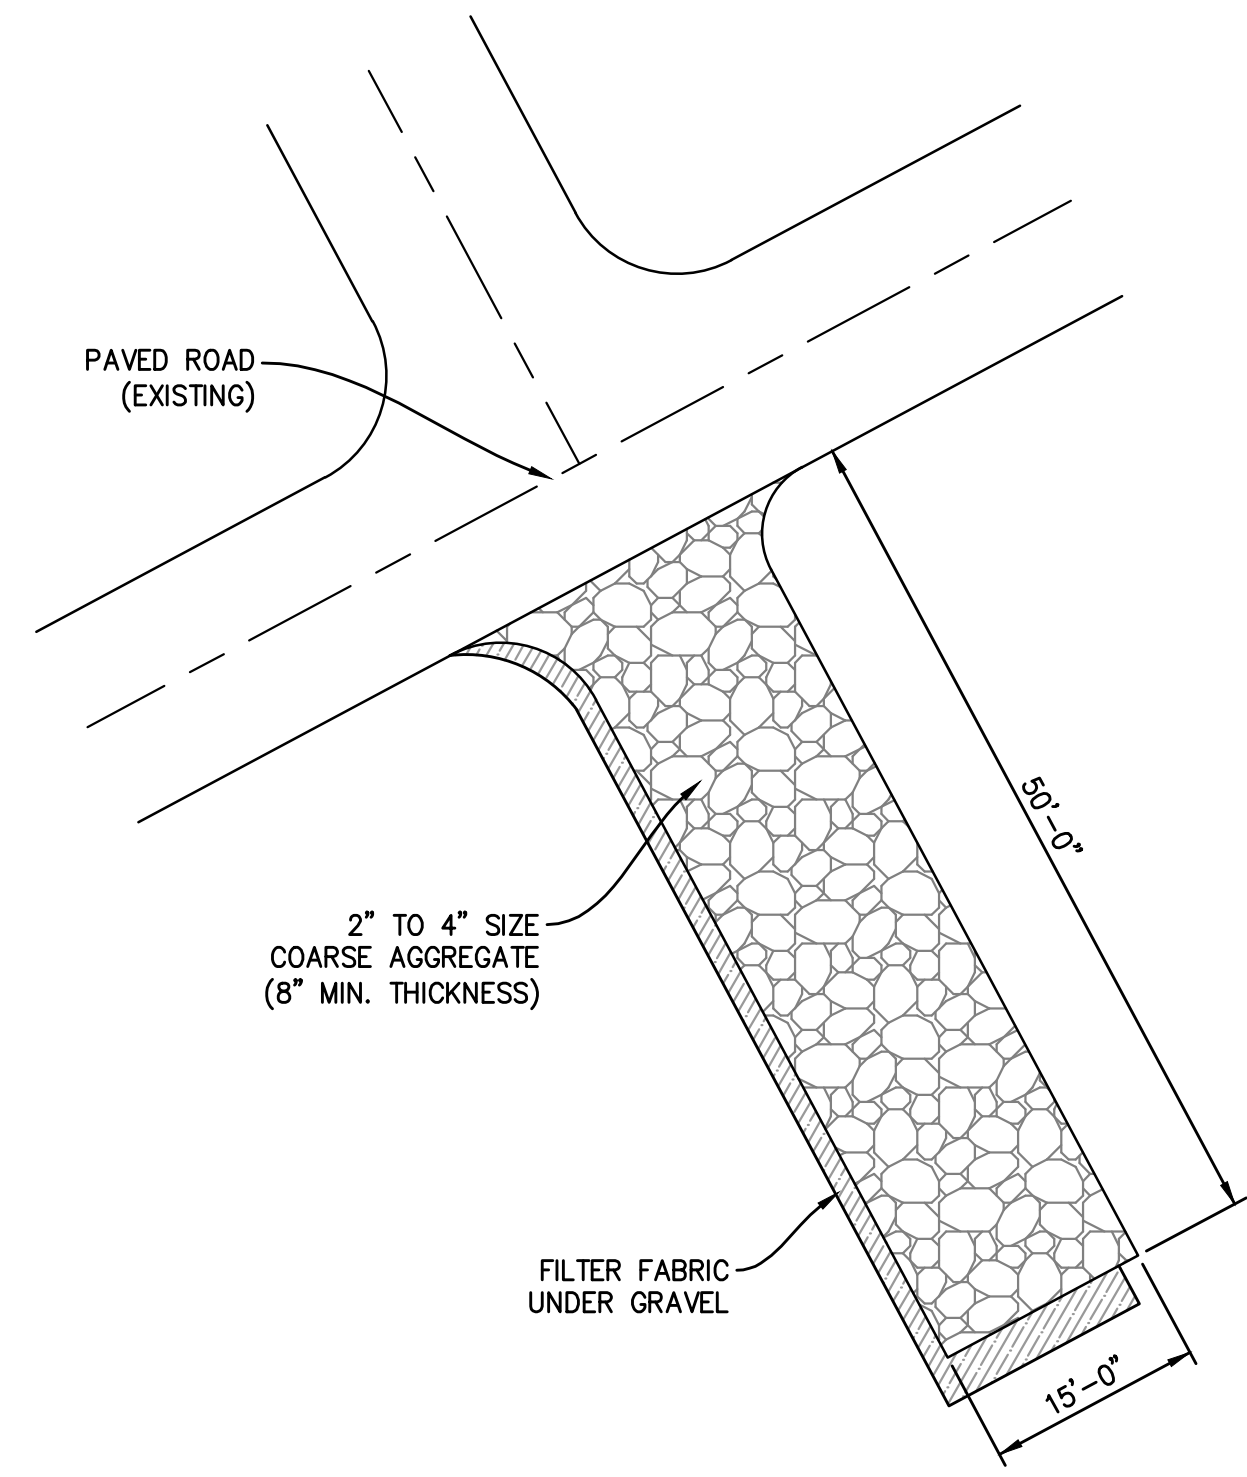 PAVED ROAD
(EXISTING)
50'-0"
2" TO 4" SIZE
COARSE AGGREGATE
(8" MIN. THICKNESS)
FILTER FABRIC
UNDER GRAVEL
15'-0"